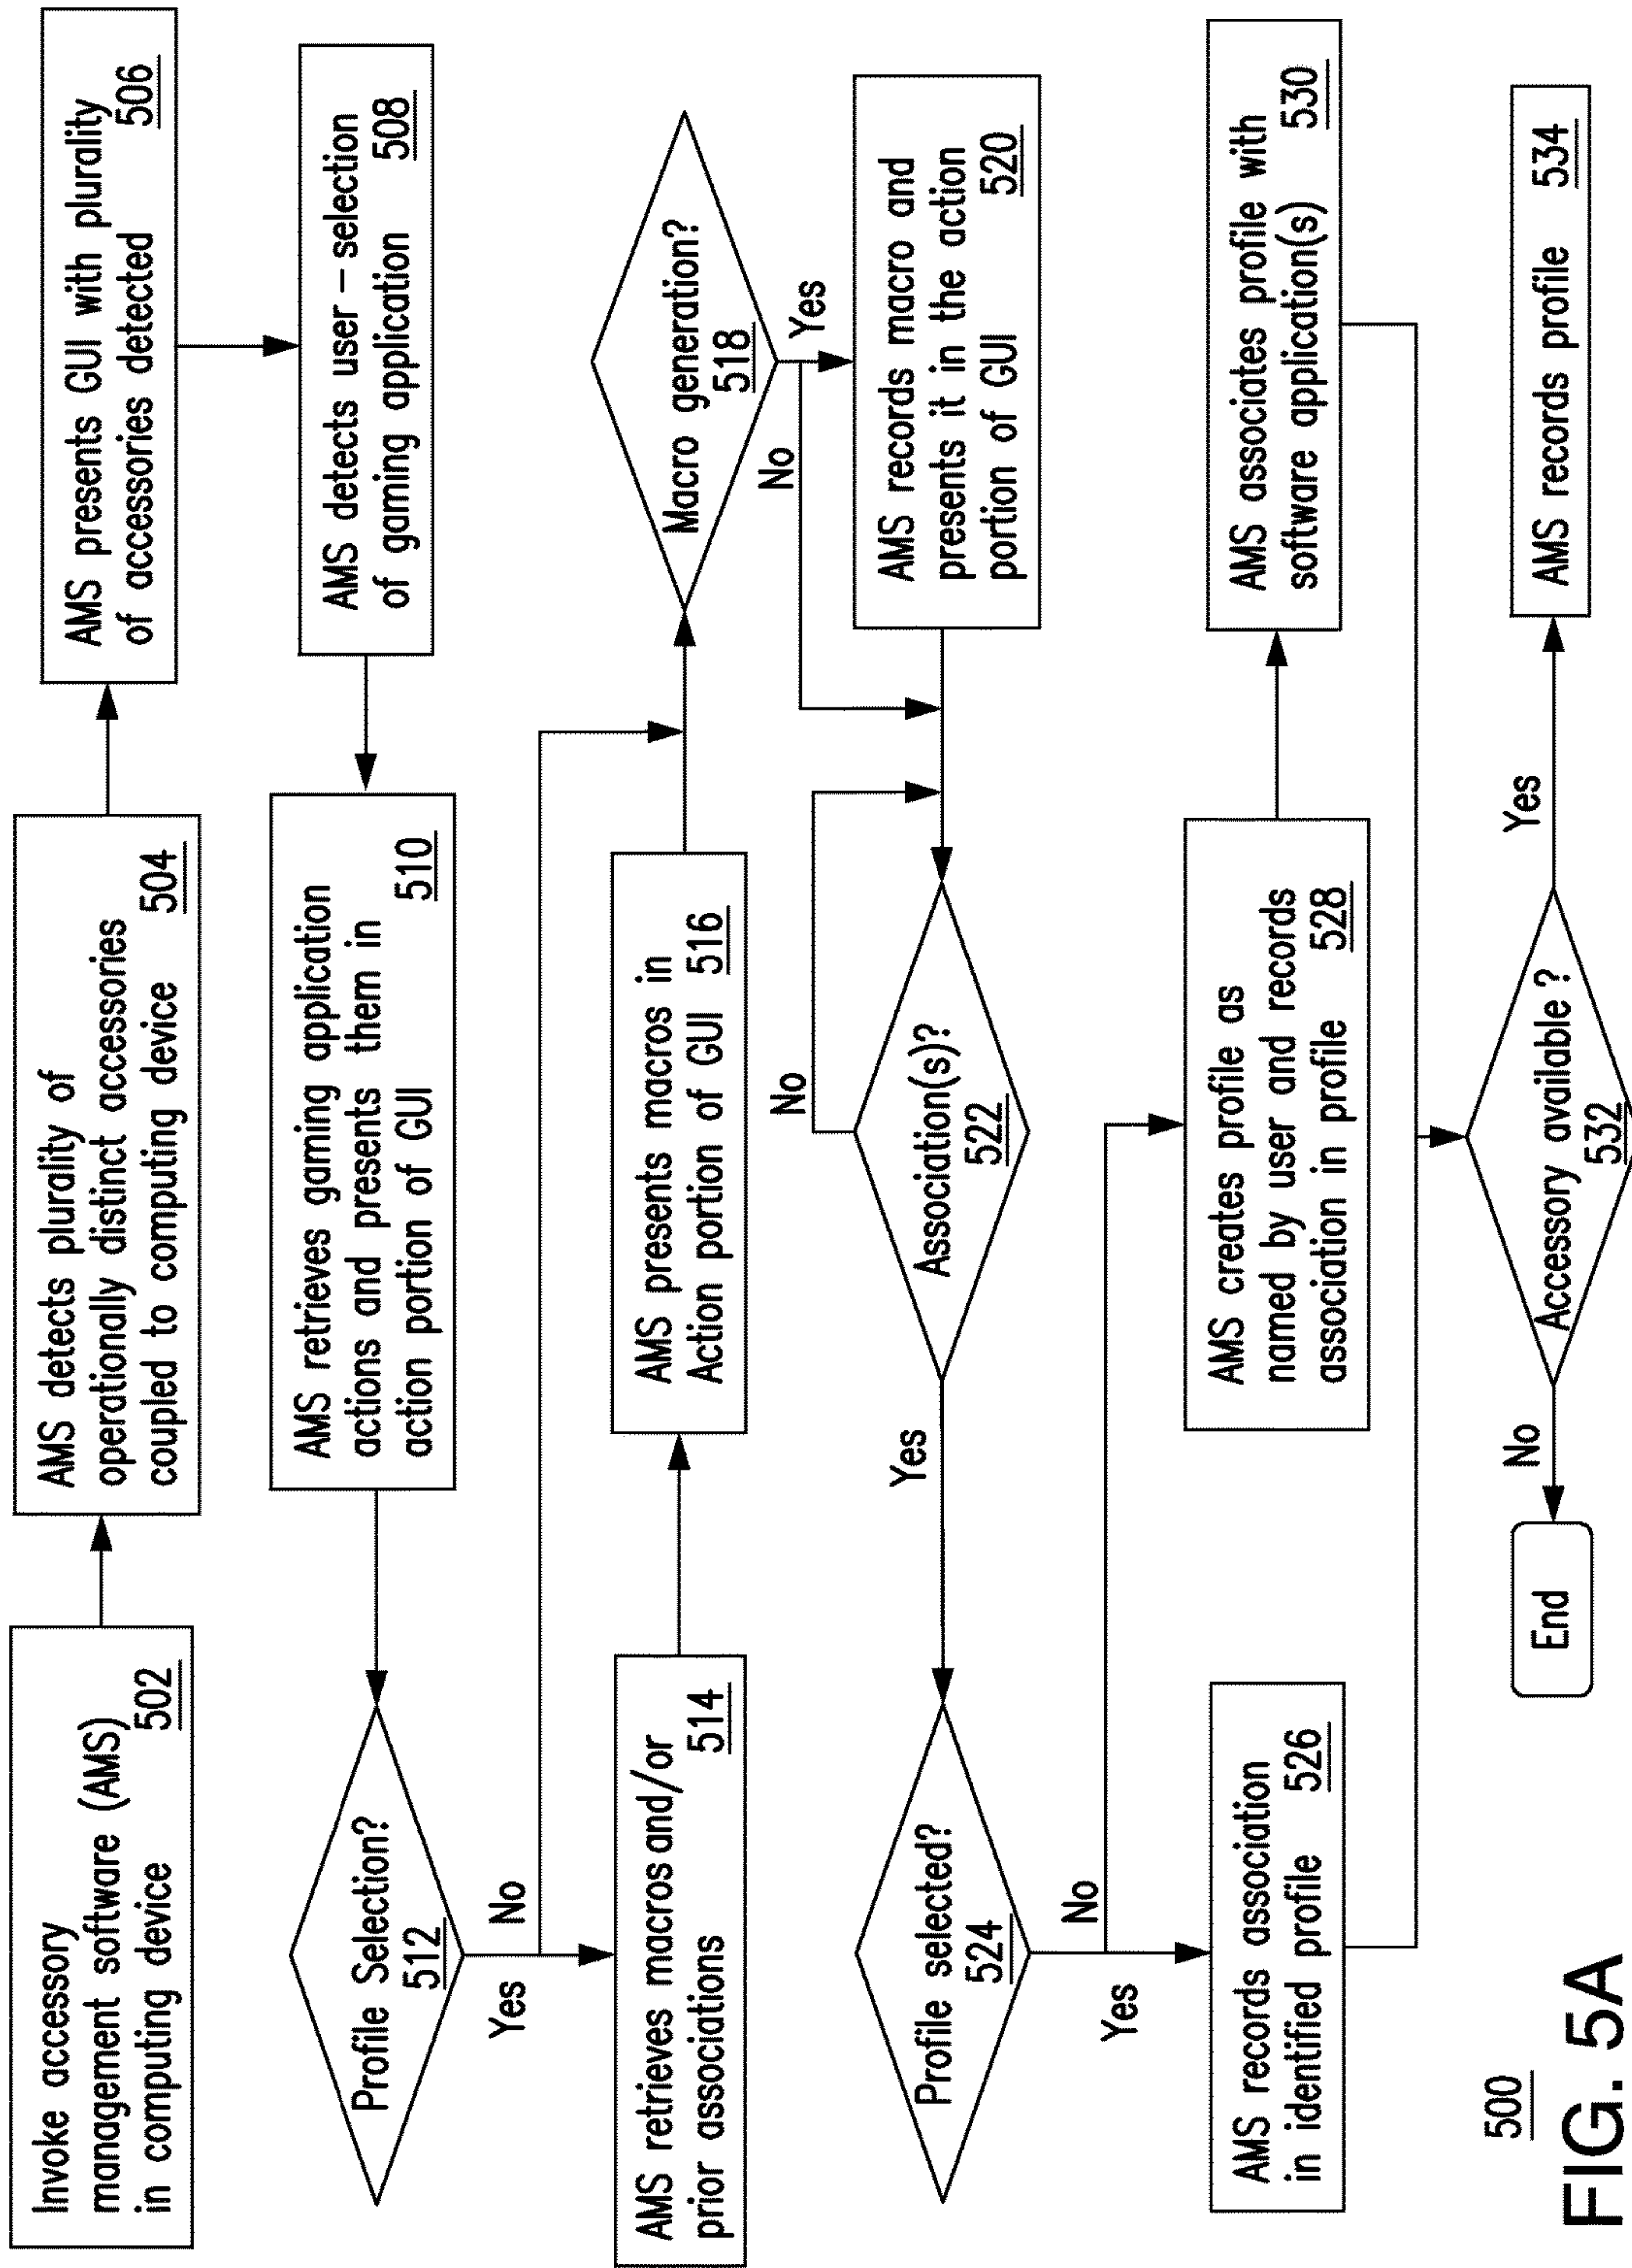 Invoke accessory
management software (AMS)
in computing device 502
AMS detects plurality of
operationally distinct accessories
coupled to computing device 504
AMS presents GUI with plurality
of accessories detected 506
AMS detects user-selection
of gaming application 508
AMS retrieves gaming application
actions and presents them in
action portion of GUI 510
Profile Selection?
512
No
Yes
AMS retrieves macros and/or
prior associations 514
AMS presents macros in
Action portion of GUI 516
Macro generation?
518
No
Yes
AMS records macro and
presents it in the action
portion of GUI 520
No
Association(s)?
522
Yes
Profile selected?
524
No
Yes
AMS records association
in identified profile 526
AMS creates profile as
named by user and records
association in profile 528
AMS associates profile with
software application(s) 530
Accessory available ?
532
No
Yes
End
AMS records profile 534
500
FIG. 5A